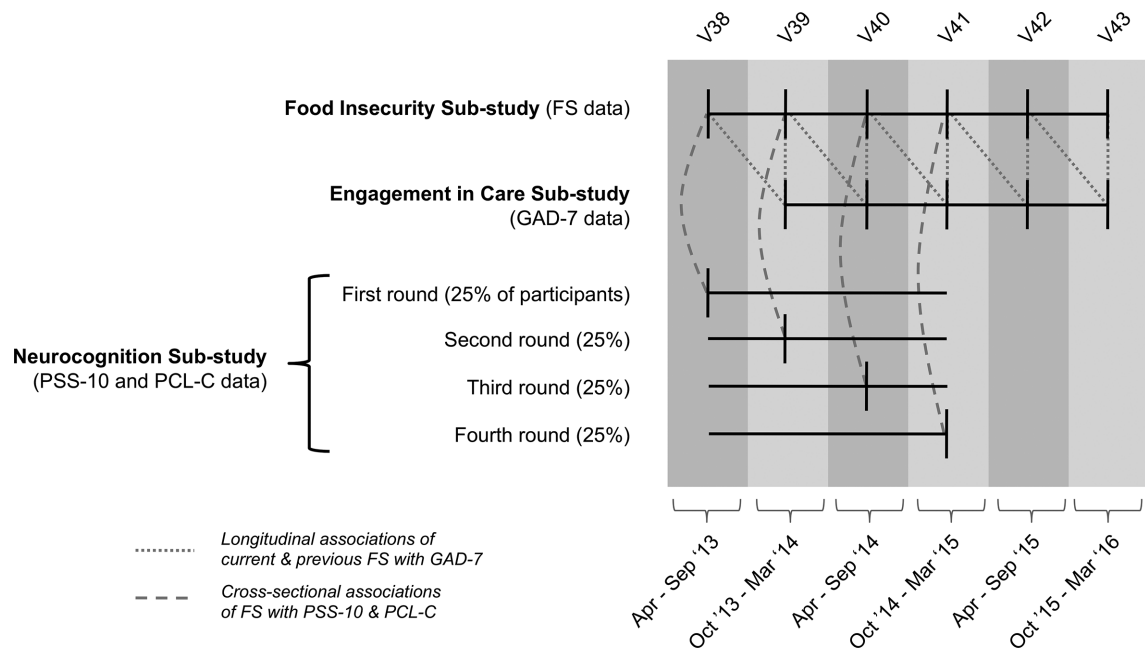 V38
V39
V40
V41
V42
V43
Food Insecurity Sub-study (FS data)
Engagement in Care Sub-study
(GAD-7 data)
First round (25% of participants)
Second round (25%)
Neurocognition Sub-study
(PSS-10 and PCL-C data)
Third round (25%)
Fourth round (25%)
Longitudinal associations of
current & previous FS with GAD-7
Cross-sectional associations
of FS with PSS-10 & PCL-C
Apr - Sep ‘13
Oct ’13 - Mar ’14
Apr - Sep ‘14
Oct ’14 - Mar ‘15
Apr - Sep ‘15
Oct ’15 - Mar ‘16